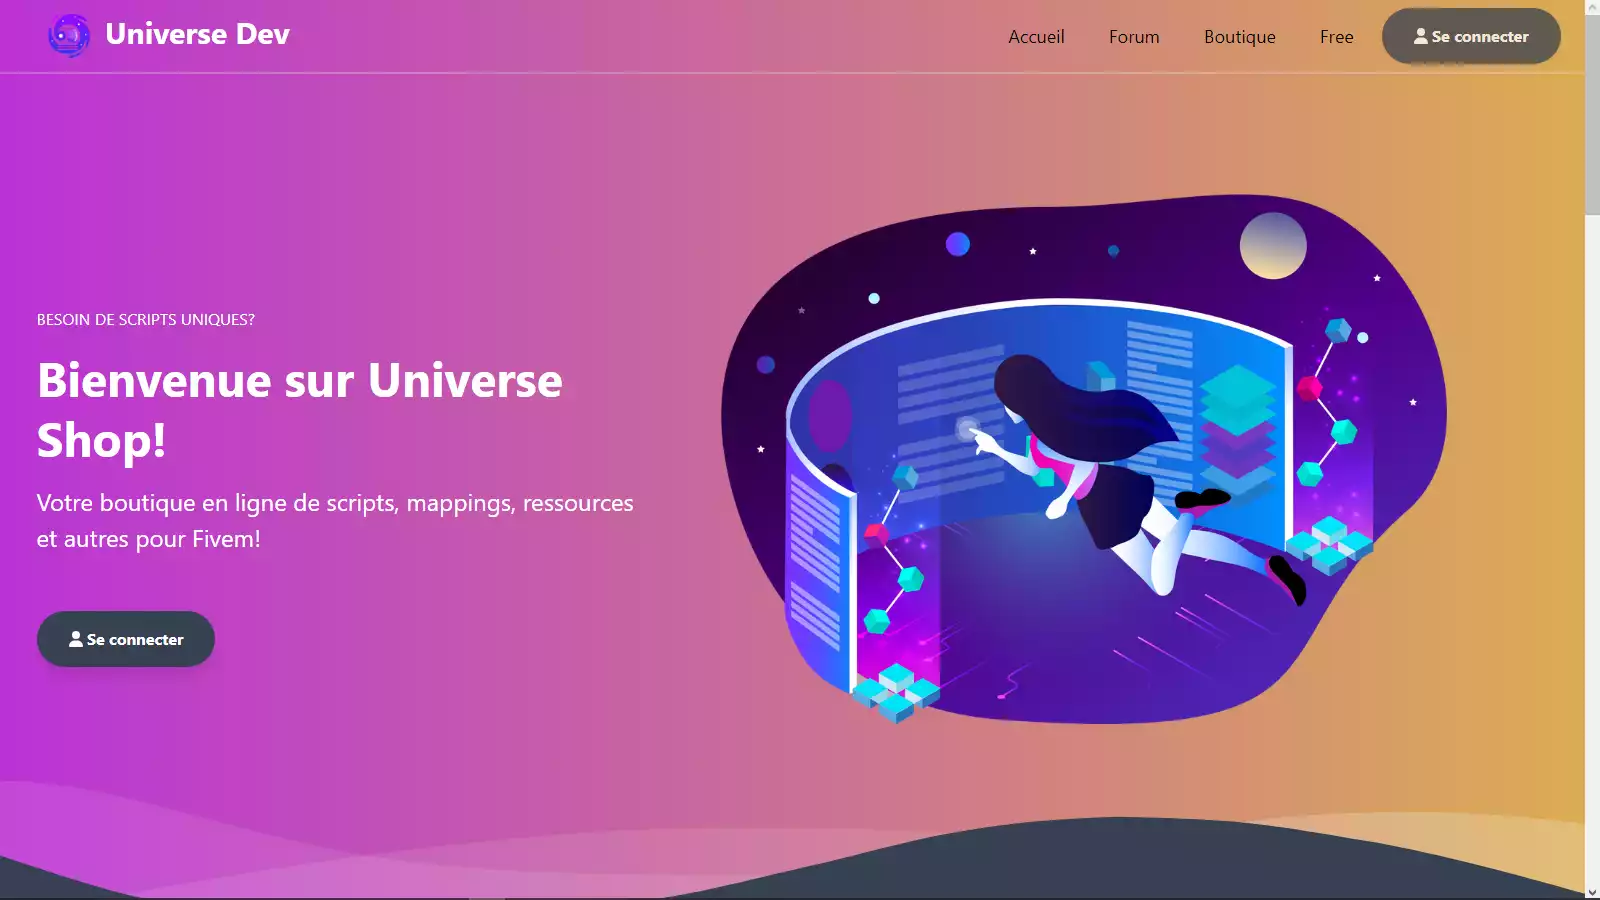 Universe Dev
Accueil
Forum
Boutique
Free
Se connecter
BESOIN DE SCRIPTS UNIQUES?
Bienvenue sur Universe
Shop!
Votre boutique en ligne de scripts, mappings, ressources
et autres pour Fivem!
Se connecter